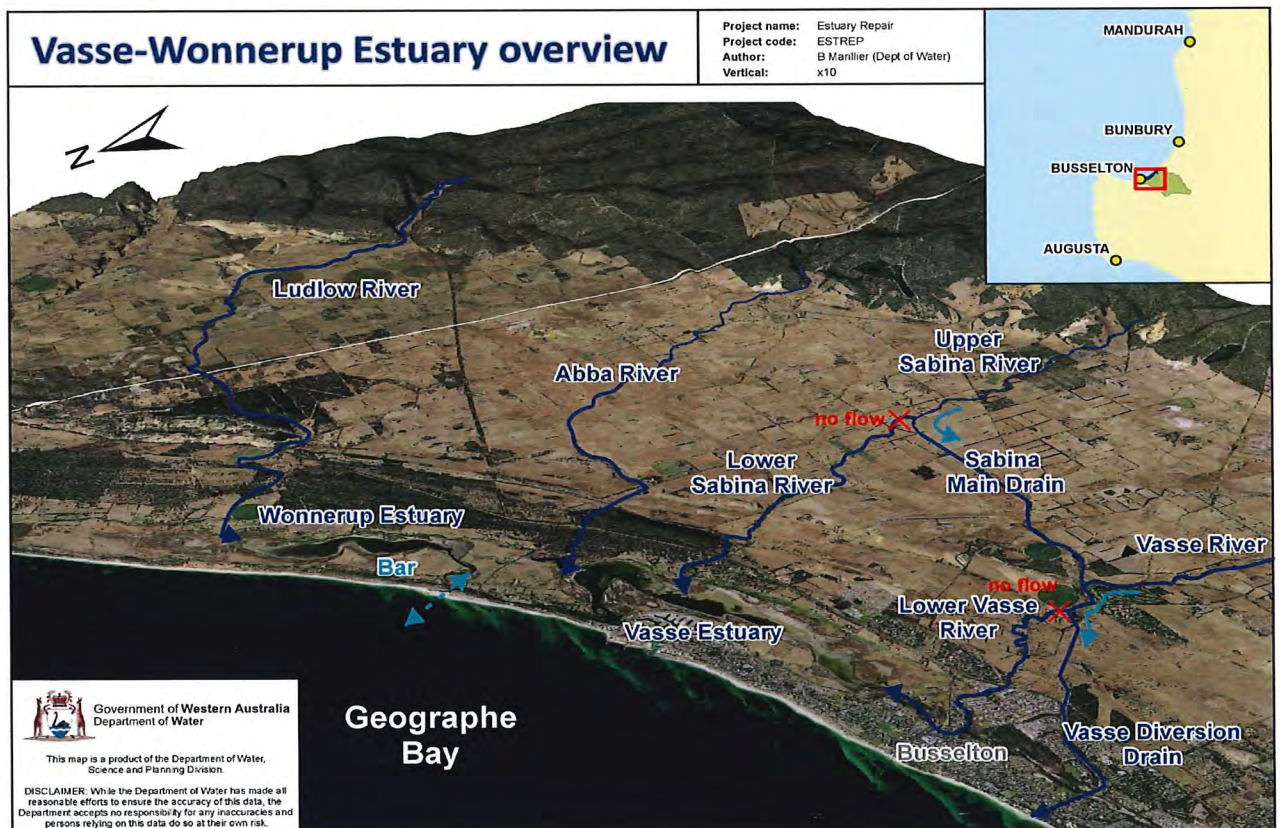 Vasse-Wonnerup Estuary overview
Project name: Estuary Repair
Project code: ESTREP
Author: B Marillier (Dept of Water)
Vertical: x10
MANDURAH
BUNBURY
BUSSELTON
AUGUSTA
N
Ludlow River
Abba River
Upper
Sabina River
no flow
Lower
Sabina River
Sabina
Main Drain
Wonnerup Estuary
Bar
Vasse River
no flow
Lower Vasse
River
Vasse Estuary
Vasse Diversion
Drain
Busselton
Geographe
Bay
Government of Western Australia
Department of Water
This map is a product of the Department of Water,
Science and Planning Division.
DISCLAIMER: While the Department of Water has made all
reasonable efforts to ensure the accuracy of this data, the
Department accepts no responsibility for any inaccuracies and
persons relying on this data do so at their own risk.